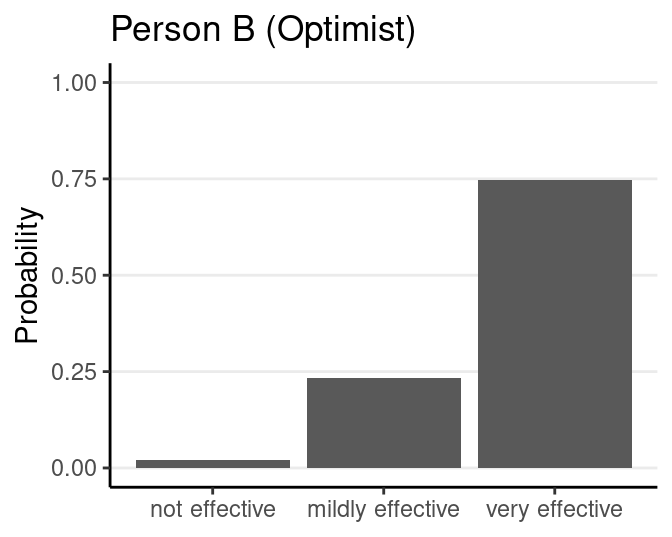 Person B (Optimist)
1.00
0.75
0.50
0.25
0.00
Probability
not effective mildly effective very effective